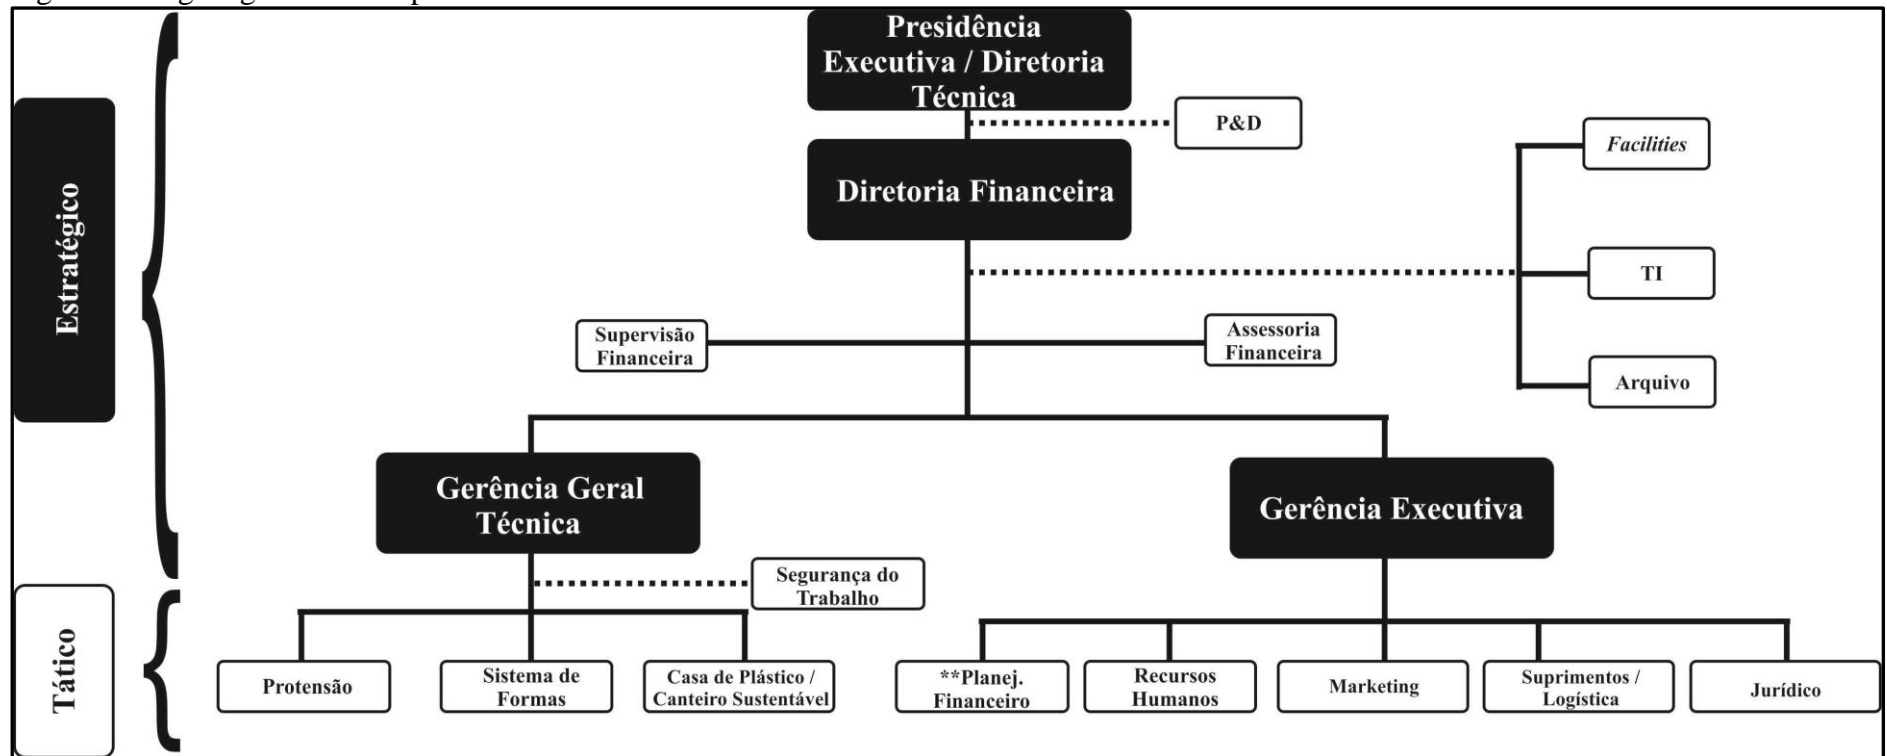 Presidência
Executiva / Diretoria
Técnica
P&D
Facilities
Diretoria Financeira
Estratégico
TI
Supervisão
Financeira
Assessoria
Financeira
Arquivo
Gerência Geral
Técnica
Gerência Executiva
Segurança do
Trabalho
Tático
Protensão
Sistema de
Formas
Casa de Plástico /
Canteiro Sustentável
**Planej.
Financeiro
Recursos
Humanos
Marketing
Suprimentos /
Logística
Jurídico